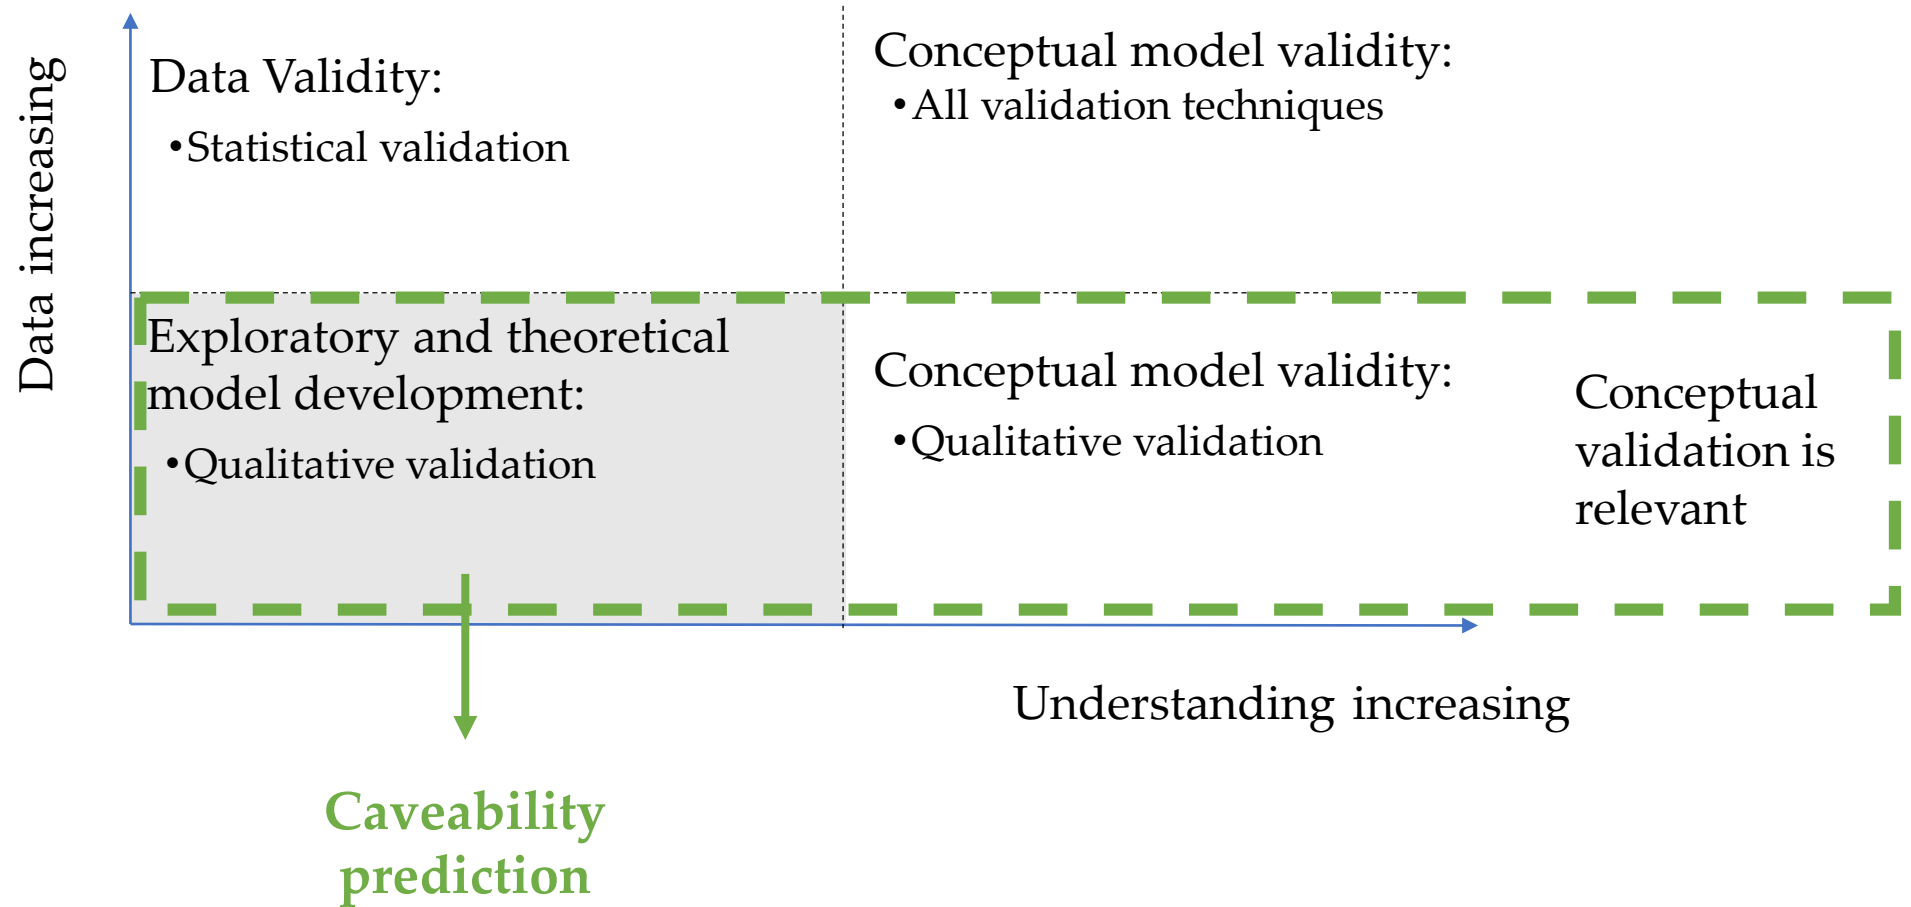 Data increasing
Data Validity:
•Statistical validation
Conceptual model validity:
•All validation techniques
Exploratory and theoretical
model development:
•Qualitative validation
Conceptual model validity:
•Qualitative validation
Conceptual
validation is
relevant
Understanding increasing
Caveability
prediction